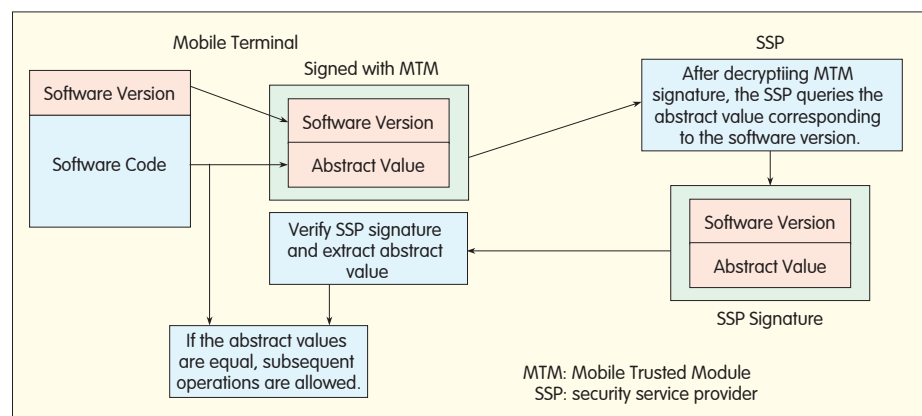 Mobile Terminal
SSP
Signed with MTM
Software Version
Software Code
Software Version
Abstract Value
After decryptiing MTM
signature, the SSP queries the
abstract value corresponding
to the software version.
Verify SSP signature
and extract abstract
value
Software Version
Abstract Value
SSP Signature
If the abstract values
are equal, subsequent
operations are allowed.
MTM: Mobile Trusted Module
SSP: security service provider